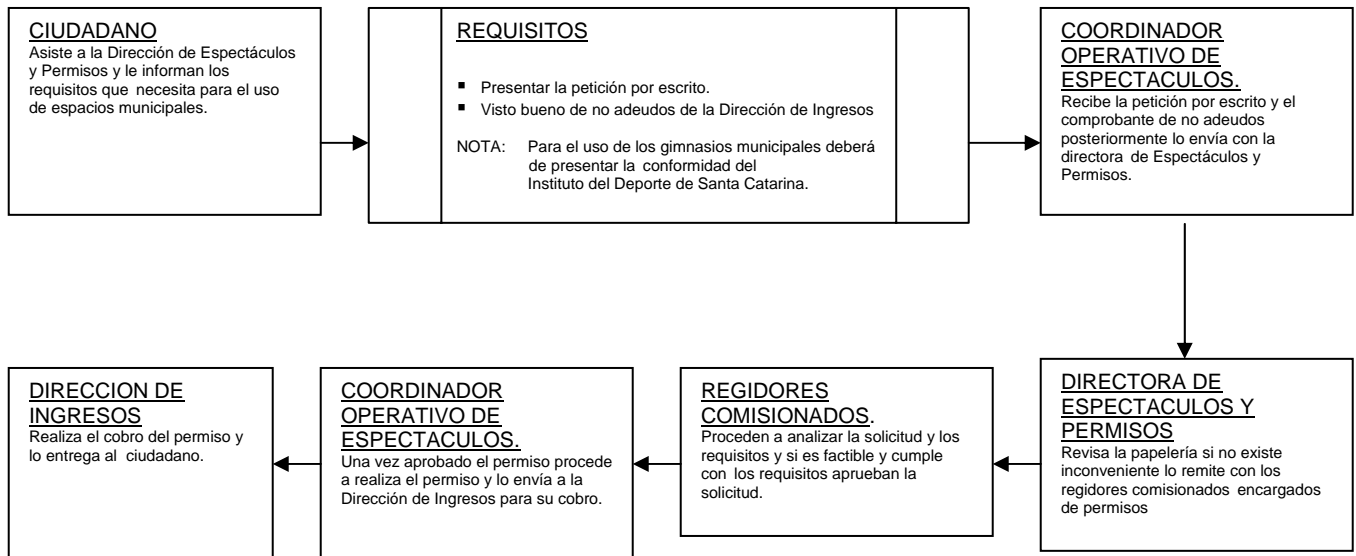 CIUDADANO
Asiste a la Dirección de Espectáculos
y Permisos y le informan los
requisitos que necesita para el uso
de espacios municipales.
REQUISITOS
▪ Presentar la petición por escrito.
▪ Visto bueno de no adeudos de la Dirección de Ingresos
NOTA: Para el uso de los gimnasios municipales deberá
de presentar la conformidad del
Instituto del Deporte de Santa Catarina.
COORDINADOR
OPERATIVO DE
ESPECTACULOS.
Recibe la petición por escrito y el
comprobante de no adeudos
posteriormente lo envía con la
directora de Espectáculos y
Permisos.
DIRECTORA DE
ESPECTACULOS Y
PERMISOS
Revisa la papelería si no existe
inconveniente lo remite con los
regidores comisionados encargados
de permisos
REGIDORES
COMISIONADOS.
Proceden a analizar la solicitud y los
requisitos y si es factible y cumple
con los requisitos aprueban la
solicitud.
COORDINADOR
OPERATIVO DE
ESPECTACULOS.
Una vez aprobado el permiso procede
a realiza el permiso y lo envía a la
Dirección de Ingresos para su cobro.
DIRECCION DE
INGRESOS
Realiza el cobro del permiso y
lo entrega al ciudadano.